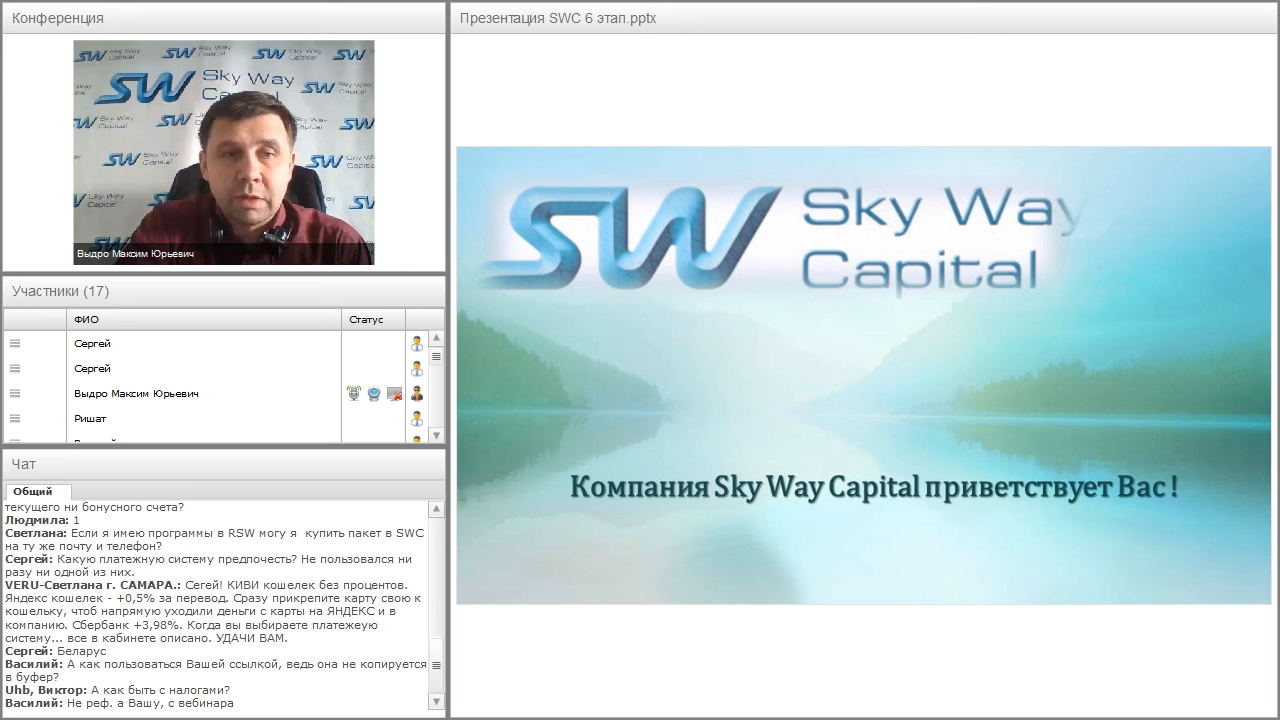 Конференция
SW
Sky Way
Capital
Выдро Максим Юрьевич
Участники (17)
ФИО
Статус
Сергей
Сергей
Выдро Максим Юрьевич
Ришат
Чат
Общий
текущего ни бонусного счета?
Людмила: 1
Светлана: Если я имею программы в RSW могу я купить пакет в SWC
на ту же почту и телефон?
Сергей: Какую платежную систему предпочесть? Не пользовался ни
разу ни одной из них.
VERU-Светлана г. САМАРА.: Сегей! КИВИ кошелек без процентов.
Яндекс кошелек - +0,5% за перевод. Сразу прикрепите карту свою к
кошельку, чтоб напрямую уходили деньги с карты на ЯНДЕКС и в
компанию. Сбербанк +3,98%. Когда вы выбираете платежеую
систему... все в кабинете описано. УДАЧИ ВАМ.
Сергей: Беларус
Василий: А как пользоваться Вашей ссылкой, ведь она не копируется
в буфер?
Uhb, Виктор: А как быть с налогами?
Василий: Не реф. а Вашу, с вебинара
Презентация SWC 6 этап.pptx
SW Sky Way
Capital
Компания Sky Way Capital приветствует Вас !